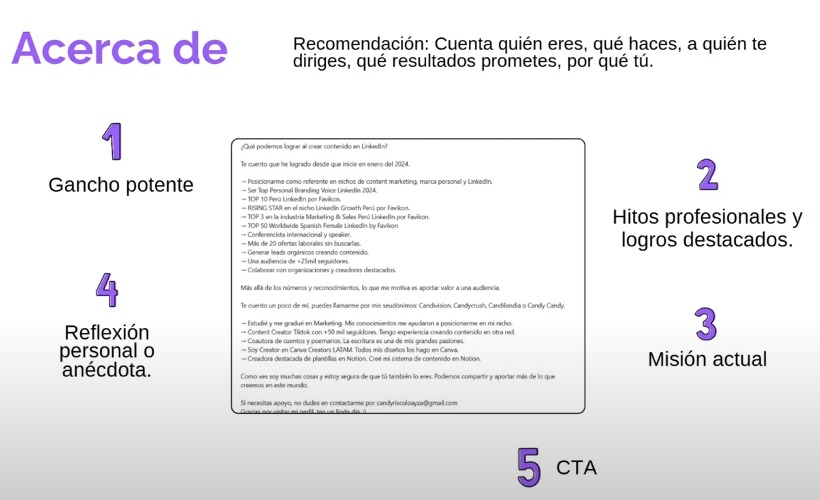 Acerca de
Recomendación: Cuenta quién eres, qué haces, a quién te
diriges, qué resultados prometes, por qué tú.
1
Gancho potente
2
Hitos profesionales y
logros destacados.
4
Reflexión
personal o
anécdota.
3
Misión actual
¿Qué podemos lograr al crear contenido en LinkedIn?
Te cuento que he logrado desde que inicie en enero del 2024.
→ Posicionarme como referente en nichos de content marketing, marca personal y LinkedIn.
→ Ser Top Personal Branding Voice LinkedIn 2024.
→ TOP 10 Perú LinkedIn por Favikon.
→ RISING STAR en el nicho LinkedIn Growth Perú por Favikon.
→ TOP 3 en la industria Marketing & Sales Perú LinkedIn por Favikon.
→ TOP 50 Worldwide Spanish Female LinkedIn by Favikon
→ Conferencista internacional y speaker.
→ Más de 20 ofertas laborales sin buscarlas.
→ Generar leads orgánicos creando contenido.
→ Una audiencia de +25mil seguidores.
→ Colaborar con organizaciones y creadores destacados.
Más allá de los números y reconocimientos, lo que me motiva es aportar valor a una audiencia.
Te cuento un poco de mí, puedes llamarme por mis seudónimos: Candivision, Candycrush, Candilandia o Candy Candy.
→ Estudié y me gradué en Marketing. Mis conocimientos me ayudaron a posicionarme en mi nicho.
→ Content Creator Tiktok con +50 mil seguidores. Tengo experiencia creando contenido en otra red.
→ Coautora de cuentos y poemarios. La escritura es una de mis grandes pasiones.
→ Soy Creator en Canva Creators LATAM. Todos mis diseños los hago en Canva.
→ Creadora destacada de plantillas en Notion. Creé mi sistema de contenido en Notion.
Como ves soy muchas cosas y estoy segura de que tú también lo eres. Podemos compartir y aportar más de lo que
creemos en este mundo.
Si necesitas apoyo, no dudes en contactarme por candyriscoloayza@gmail.com
Gracias por visitar mi perfil, ten un lindo día. :)
5
CTA